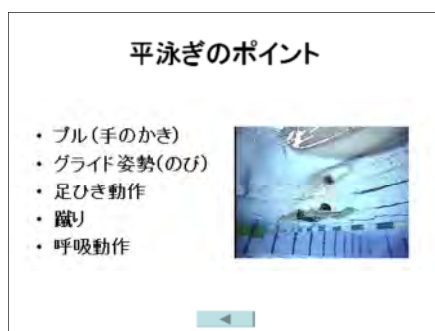 平泳ぎのポイント
・ プル(手のかき)
・ グライド姿勢(のび)
・ 足ひき動作
・ 蹴り
・ 呼吸動作